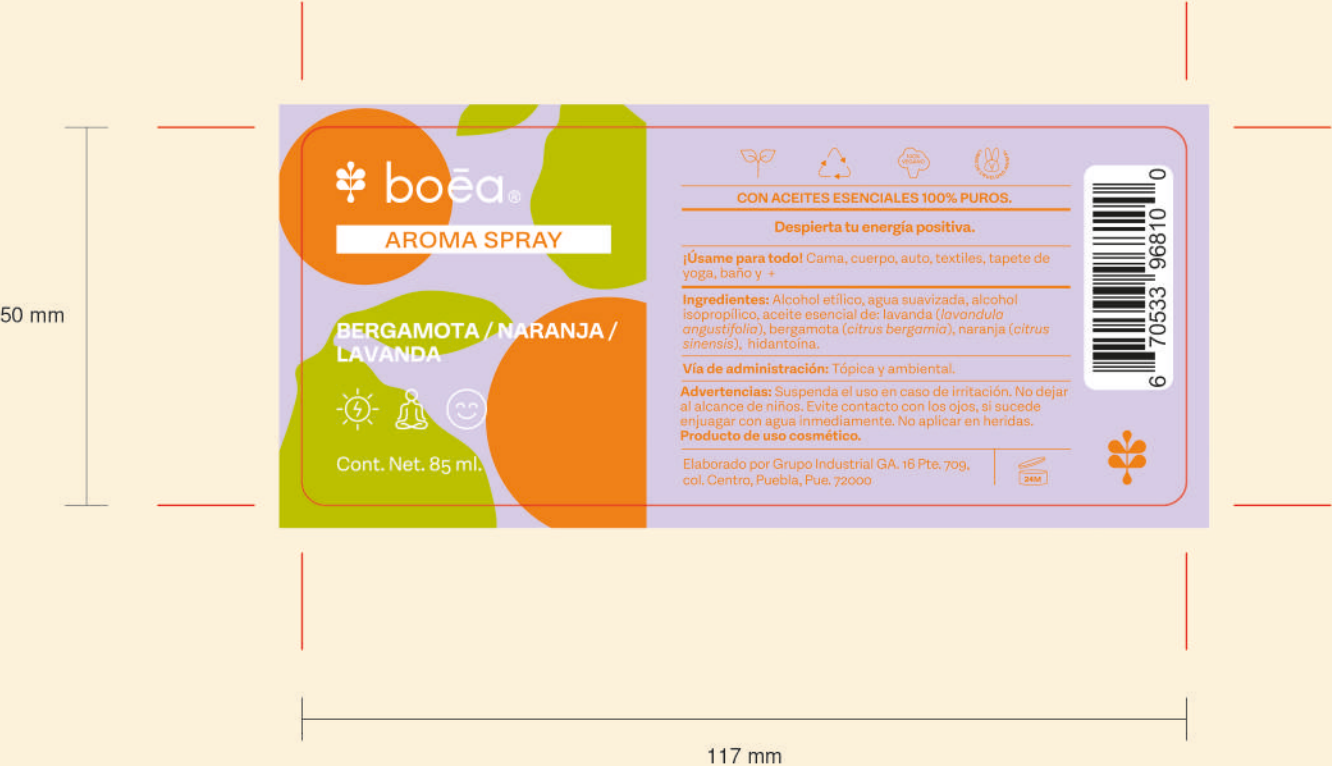 boēa®
AROMA SPRAY
BERGAMOTA / NARANJA /
LAVANDA
Cont. Net. 85 ml.
CON ACEITES ESENCIALES 100% PUROS.
Despierta tu energía positiva.
¡Úsame para todo! Cama, cuerpo, auto, textiles, tapete de
yoga, baño y +
Ingredientes: Alcohol etílico, agua suavizada, alcohol
isopropílico, aceite esencial de: lavanda (lavandula
angustifolia), bergamota (citrus bergamia), naranja (citrus
sinensis), hidantoína.
Vía de administración: Tópica y ambiental.
Advertencias: Suspenda el uso en caso de irritación. No dejar
al alcance de niños. Evite contacto con los ojos, si sucede
enjuagar con agua inmediamente. No aplicar en heridas.
Producto de uso cosmético.
Elaborado por Grupo Industrial GA. 16 Pte. 709,
col. Centro, Puebla, Pue. 72000
24M
6 70533 96810 0
50 mm
117 mm